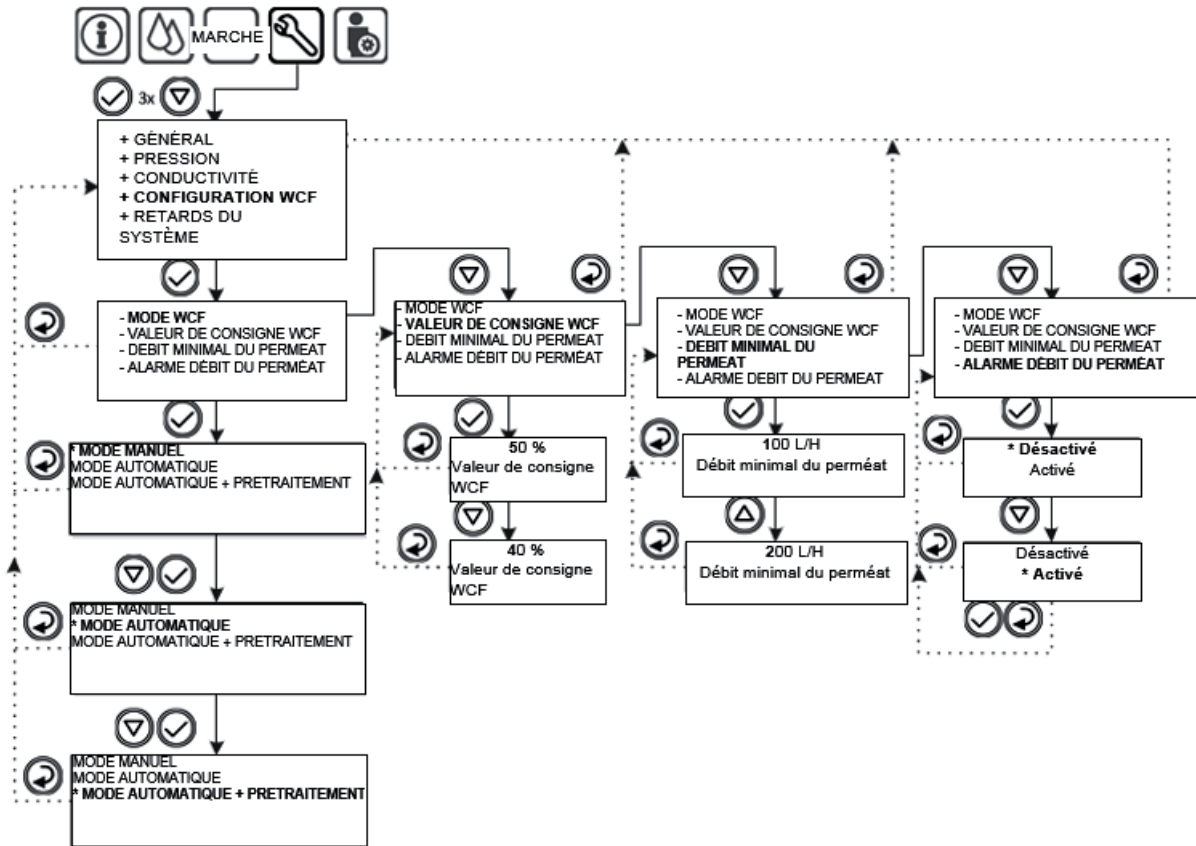 MARCHE
3x
+ GÉNÉRAL
+ PRESSION
+ CONDUCTIVITÉ
+ CONFIGURATION WCF
+ RETARDS DU
SYSTÈME
- MODE WCF
- VALEUR DE CONSIGNE WCF
- DEBIT MINIMAL DU PERMEAT
- ALARME DÉBIT DU PERMÉAT
* MODE MANUEL
MODE AUTOMATIQUE
MODE AUTOMATIQUE + PRETRAITEMENT
MODE MANUEL
* MODE AUTOMATIQUE
MODE AUTOMATIQUE + PRETRAITEMENT
MODE MANUEL
MODE AUTOMATIQUE
* MODE AUTOMATIQUE + PRETRAITEMENT
- MODE WCF
- VALEUR DE CONSIGNE WCF
- DEBIT MINIMAL DU PERMEAT
- ALARME DÉBIT DU PERMÉAT
50 %
Valeur de consigne
WCF
40 %
Valeur de consigne
WCF
- MODE WCF
- VALEUR DE CONSIGNE WCF
- DEBIT MINIMAL DU
PERMEAT
- ALARME DEBIT DU PERMEAT
100 L/H
Débit minimal du perméat
200 L/H
Débit minimal du perméat
- MODE WCF
- VALEUR DE CONSIGNE WCF
- DEBIT MINIMAL DU PERMEAT
- ALARME DÉBIT DU PERMÉAT
* Désactivé
Activé
Désactivé
* Activé